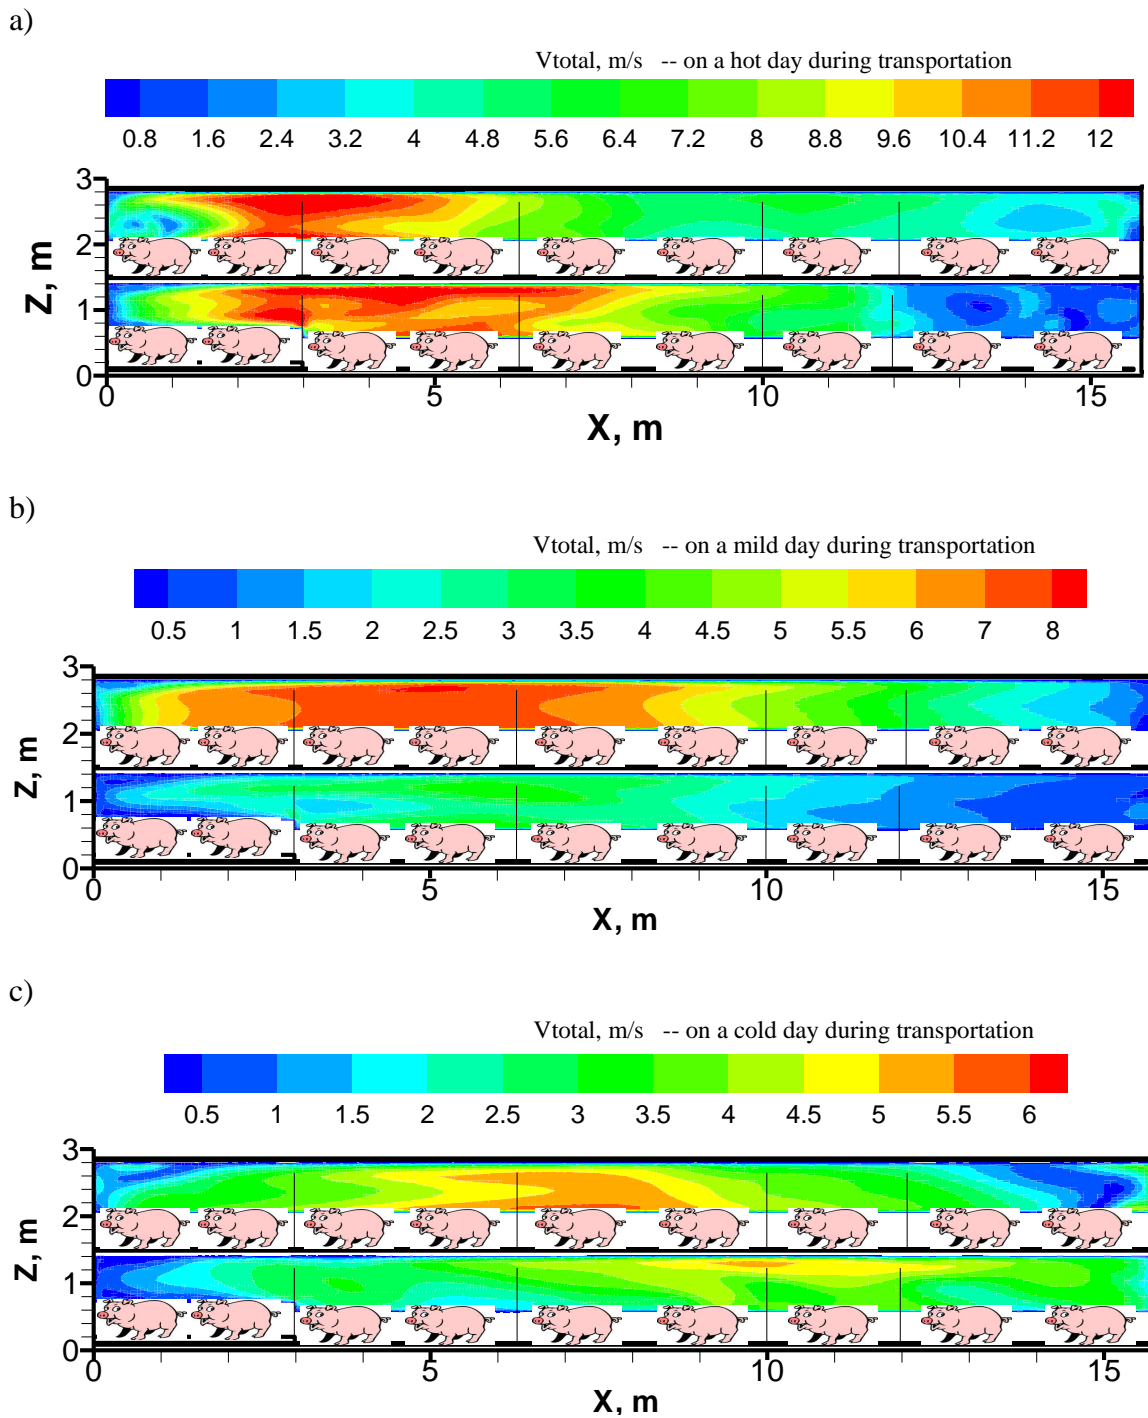 a)
Vtotal, m/s -- on a hot day during transportation
0.8 1.6 2.4 3.2 4 4.8 5.6 6.4 7.2 8 8.8 9.6 10.4 11.2 12
3
2
1
0
Z, m
0 5 10 15
X, m
b)
Vtotal, m/s -- on a mild day during transportation
0.5 1 1.5 2 2.5 3 3.5 4 4.5 5 5.5 6 7 8
3
2
1
0
Z, m
0 5 10 15
X, m
c)
Vtotal, m/s -- on a cold day during transportation
0.5 1 1.5 2 2.5 3 3.5 4 4.5 5 5.5 6
3
2
1
0
Z, m
0 5 10 15
X, m